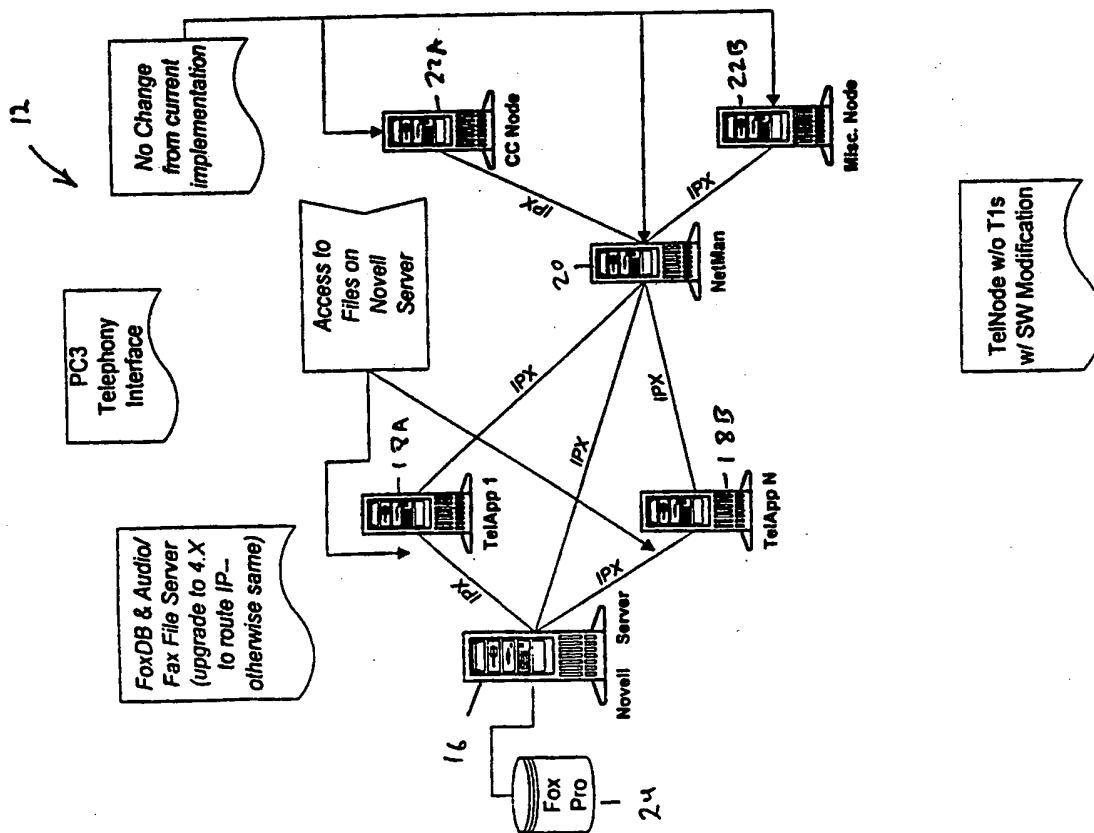 12
No Change
from current
implementation
PC3
Telephony
Interface
Access to
Files on
Novell
Server
FoxDB & Audio/
Fax File Server
(upgrade to 4.X
to route IP--
otherwise same)
22A
CC Node
IPX
22B
Misc. Node
IPX
20
NetMan
IPX
IPX
IPX
18A
TelApp 1
IPX
18B
TelApp N
IPX
16
Novell Server
Fox
Pro
24
TelNode w/o T1s
w/ SW Modification